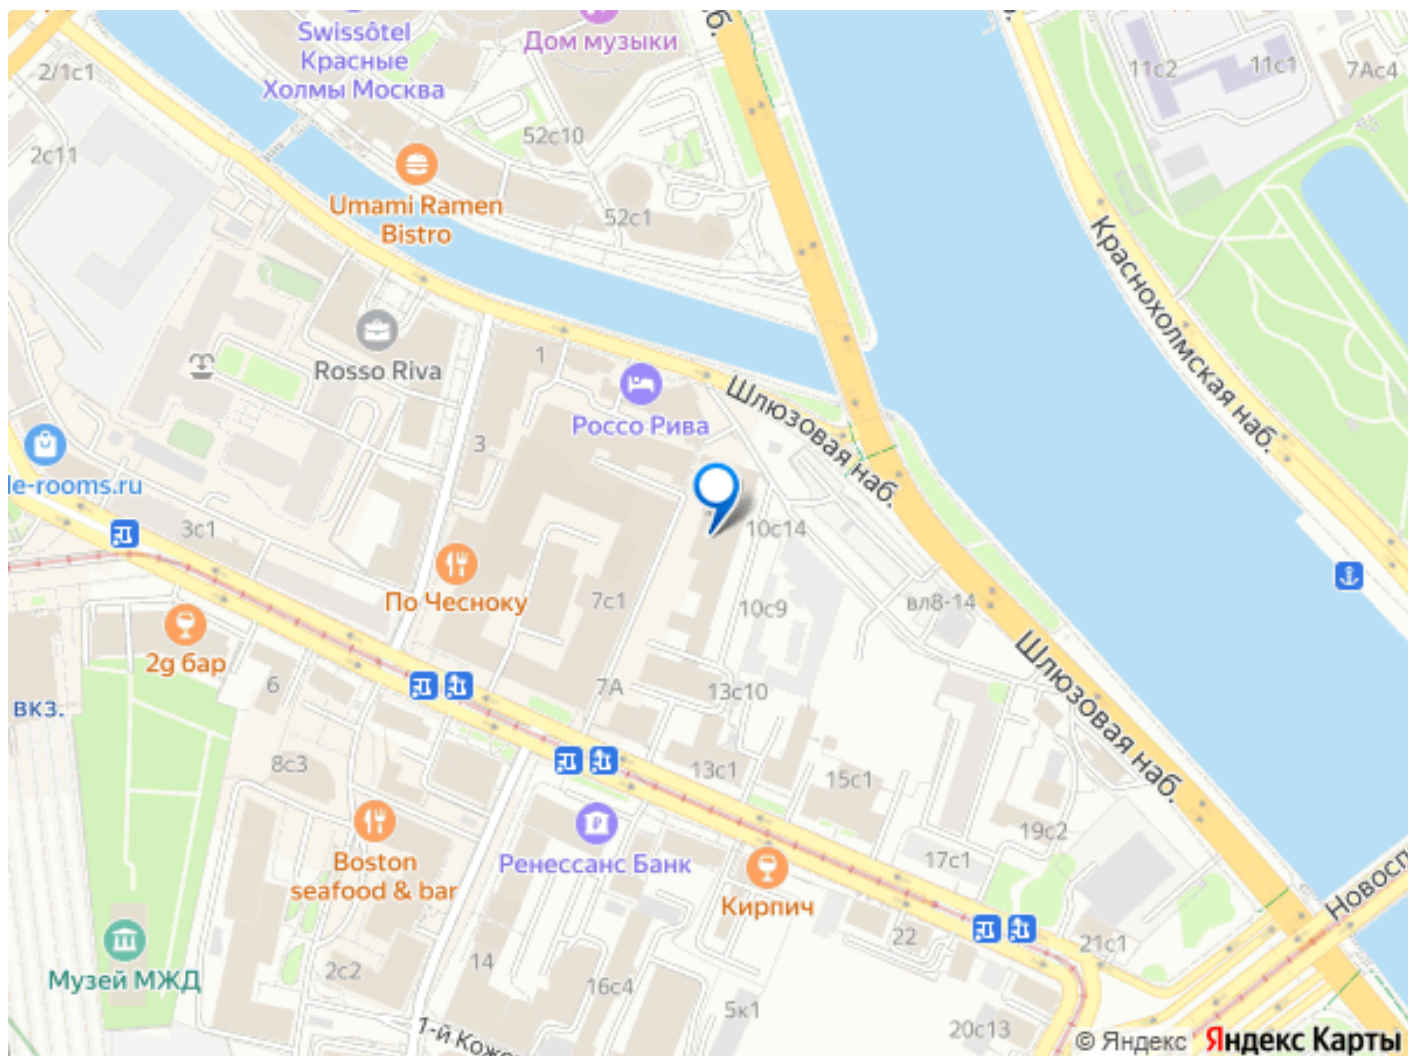 наб.
Дом музыки
Swissôtel
Красные
Холмы Москва
2/1с1
11с2
11с1
7Ас4
52с10
2с11
Umami Ramen
Bistro
52с1
Краснохолмская наб.
Rosso Riva
1
Россо Рива
Шлюзовая наб.
3
le-rooms.ru
3с1
10с14
По Чесноку
7с1
10с9
вл8-14
2g бар
6
7А
13с10
Шлюзовая наб.
вкз.
8с3
13с1
15с1
Boston
seafood & bar
Ренессанс Банк
19с2
17с1
Кирпич
Новосп
22
21с1
Музей МЖД
2с2
14
16с4
5к1
20с13
1-й Коже
© Яндекс Яндекс Карты